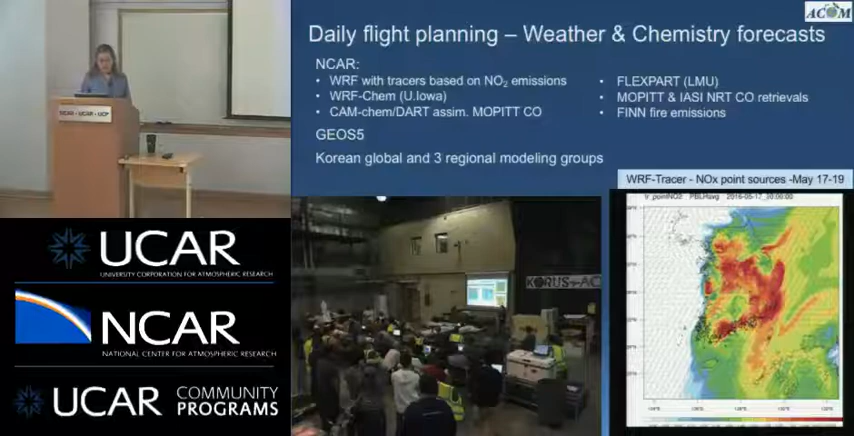 ACOM
Daily flight planning – Weather & Chemistry forecasts
NCAR:
• WRF with tracers based on NO2 emissions
• WRF-Chem (U.Iowa)
• CAM-chem/DART assim. MOPITT CO
• FLEXPART (LMU)
• MOPITT & IASI NRT CO retrievals
• FINN fire emissions
GEOS5
Korean global and 3 regional modeling groups
WRF-Tracer - NOx point sources -May 17-19
NCAR · UCAR · UCP
KORUS-AQ
UCAR
UNIVERSITY CORPORATION FOR ATMOSPHERIC RESEARCH
NCAR
NATIONAL CENTER FOR ATMOSPHERIC RESEARCH
UCAR COMMUNITY
PROGRAMS